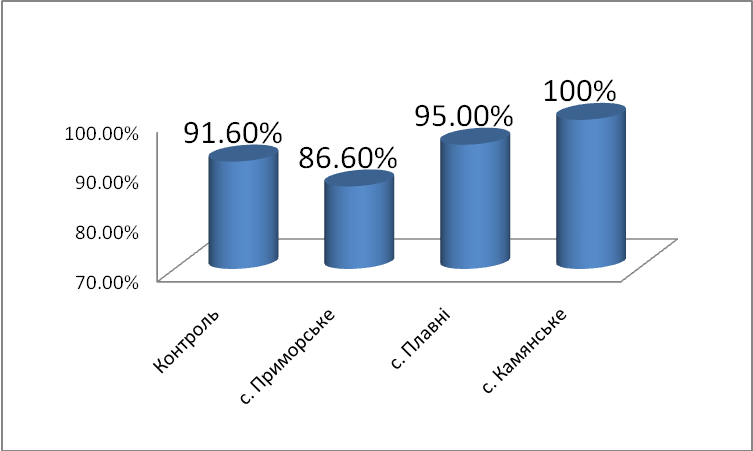 100%
95.00%
91.60%
86.60%
100.00%
90.00%
80.00%
70.00%
Контроль
с. Приморське
с. Плавні
с. Камянське